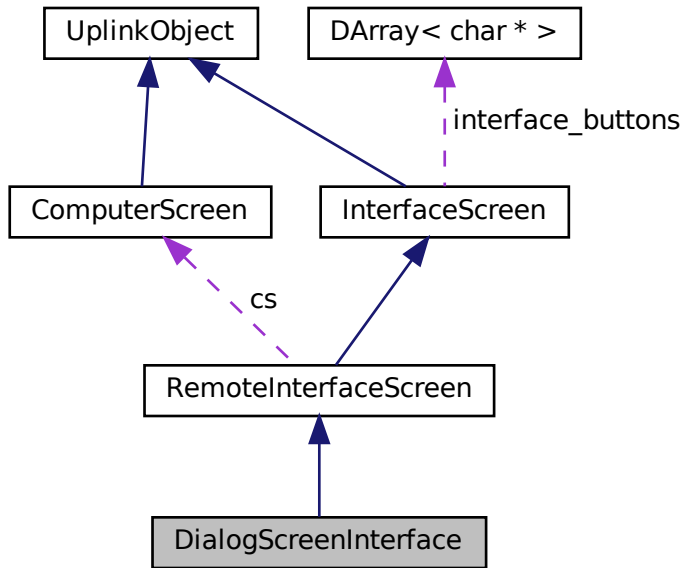 UplinkObject
DArray< char * >
interface_buttons
ComputerScreen
InterfaceScreen
cs
RemoteInterfaceScreen
DialogScreenInterface